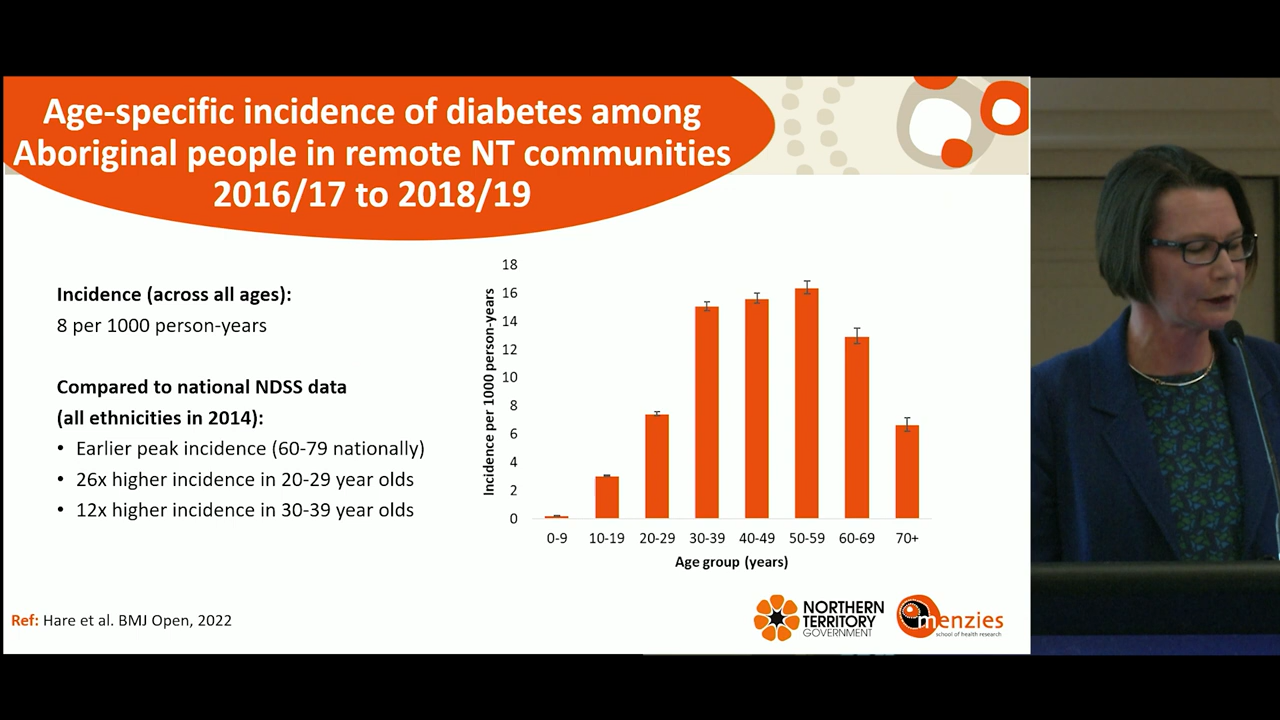 Age-specific incidence of diabetes among
Aboriginal people in remote NT communities
2016/17 to 2018/19
Incidence (across all ages):
8 per 1000 person-years
Compared to national NDSS data
(all ethnicities in 2014):
• Earlier peak incidence (60-79 nationally)
• 26x higher incidence in 20-29 year olds
• 12x higher incidence in 30-39 year olds
Incidence per 1000 person-years
18
16
14
12
10
8
6
4
2
0
0-9 10-19 20-29 30-39 40-49 50-59 60-69 70+
Age group (years)
Ref: Hare et al. BMJ Open, 2022
NORTHERN
TERRITORY
GOVERNMENT
menzies
school of health research